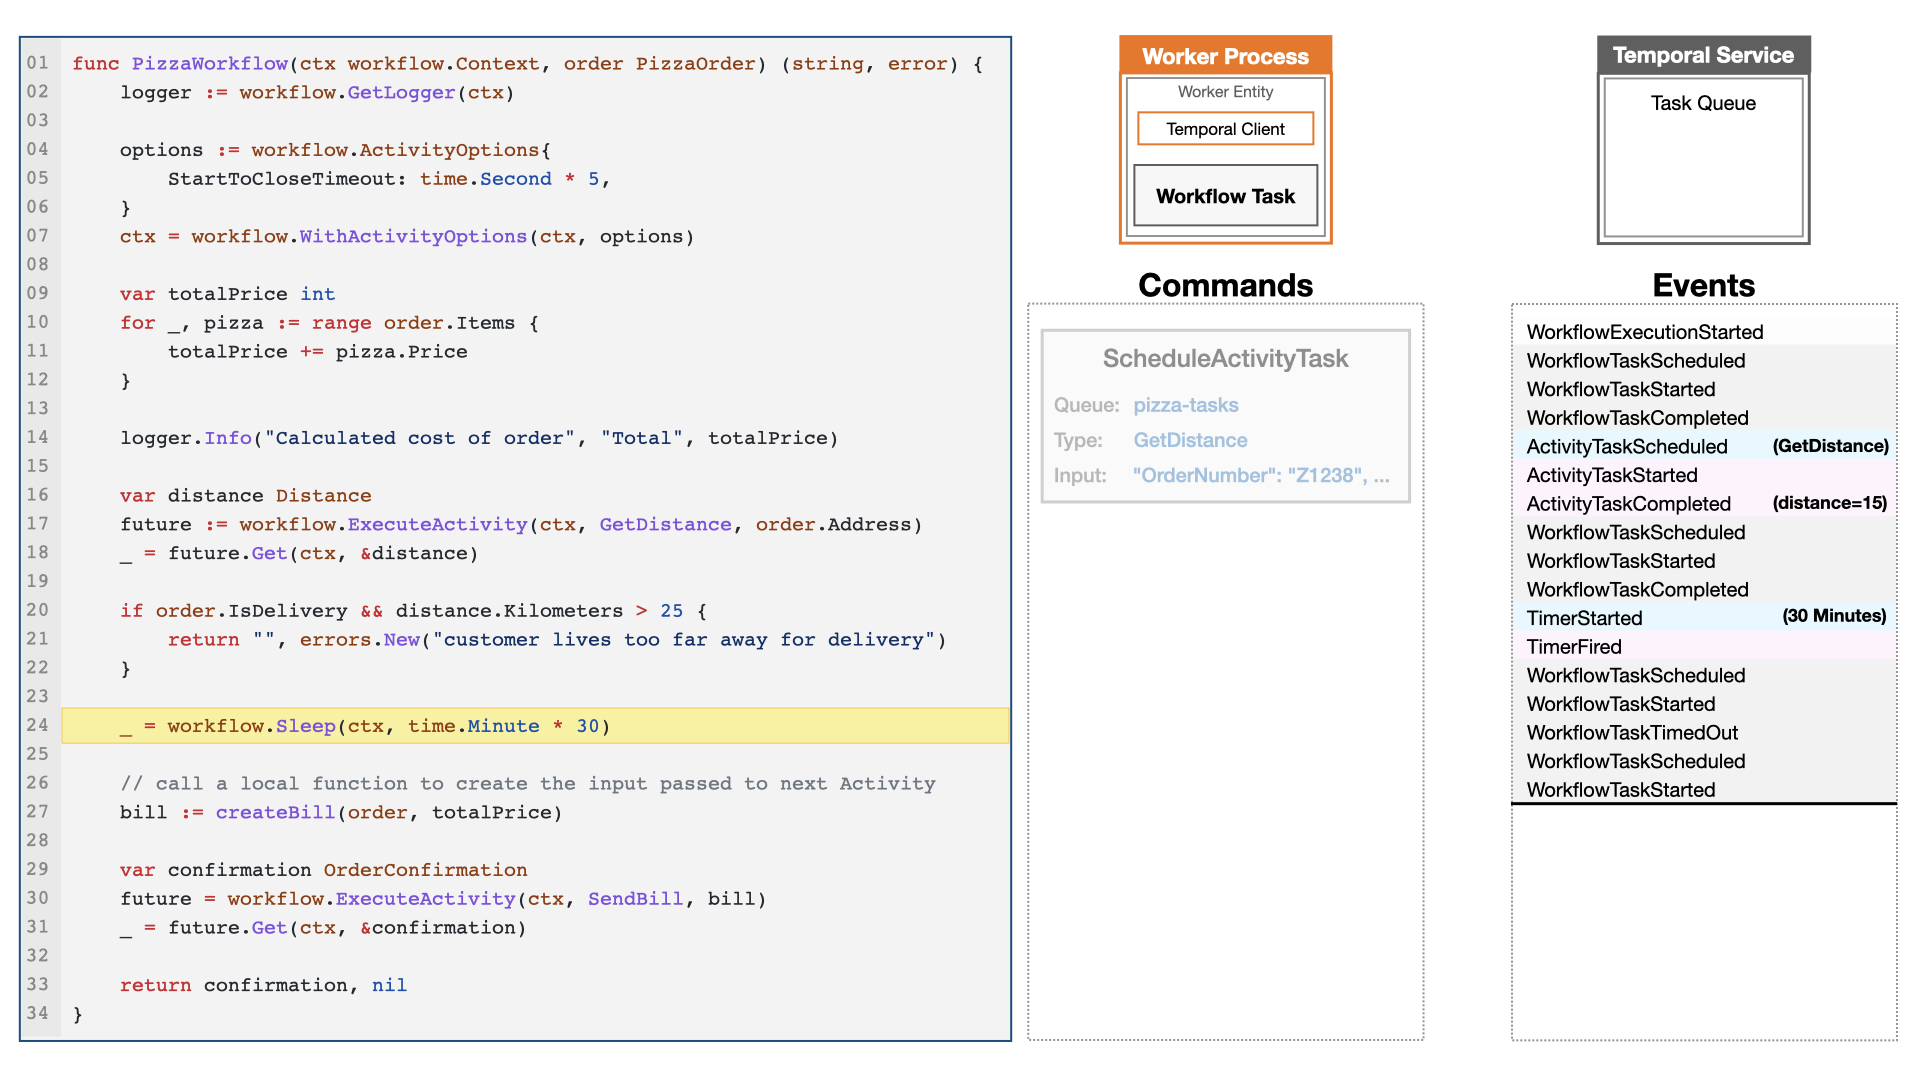 01 func PizzaWorkflow(ctx workflow.Context, order PizzaOrder) (string, error) {
02     logger := workflow.GetLogger(ctx)
03
04     options := workflow.ActivityOptions{
05         StartToCloseTimeout: time.Second * 5,
06     }
07     ctx = workflow.WithActivityOptions(ctx, options)
08
09     var totalPrice int
10     for _, pizza := range order.Items {
11         totalPrice += pizza.Price
12     }
13
14     logger.Info("Calculated cost of order", "Total", totalPrice)
15
16     var distance Distance
17     future := workflow.ExecuteActivity(ctx, GetDistance, order.Address)
18     _ = future.Get(ctx, &distance)
19
20     if order.IsDelivery && distance.Kilometers > 25 {
21         return "", errors.New("customer lives too far away for delivery")
22     }
23
24     _ = workflow.Sleep(ctx, time.Minute * 30)
25
26     // call a local function to create the input passed to next Activity
27     bill := createBill(order, totalPrice)
28
29     var confirmation OrderConfirmation
30     future = workflow.ExecuteActivity(ctx, SendBill, bill)
31     _ = future.Get(ctx, &confirmation)
32
33     return confirmation, nil
34 }
Worker Process
Worker Entity
Temporal Client
Workflow Task
Commands
ScheduleActivityTask
Queue: pizza-tasks
Type: GetDistance
Input: "OrderNumber": "Z1238", ...
Temporal Service
Task Queue
Events
WorkflowExecutionStarted
WorkflowTaskScheduled
WorkflowTaskStarted
WorkflowTaskCompleted
ActivityTaskScheduled (GetDistance)
ActivityTaskStarted
ActivityTaskCompleted (distance=15)
WorkflowTaskScheduled
WorkflowTaskStarted
WorkflowTaskCompleted
TimerStarted (30 Minutes)
TimerFired
WorkflowTaskScheduled
WorkflowTaskStarted
WorkflowTaskTimedOut
WorkflowTaskScheduled
WorkflowTaskStarted